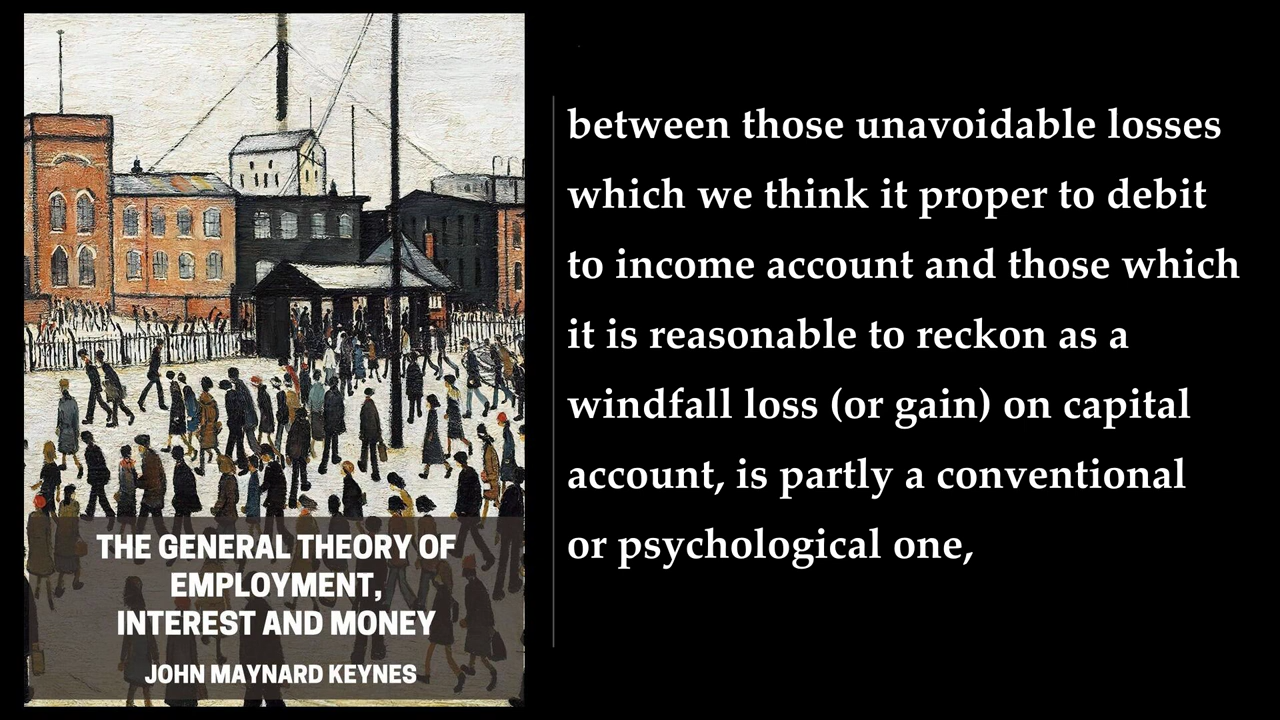 THE GENERAL THEORY OF
EMPLOYMENT,
INTEREST AND MONEY
JOHN MAYNARD KEYNES
between those unavoidable losses
which we think it proper to debit
to income account and those which
it is reasonable to reckon as a
windfall loss (or gain) on capital
account, is partly a conventional
or psychological one,